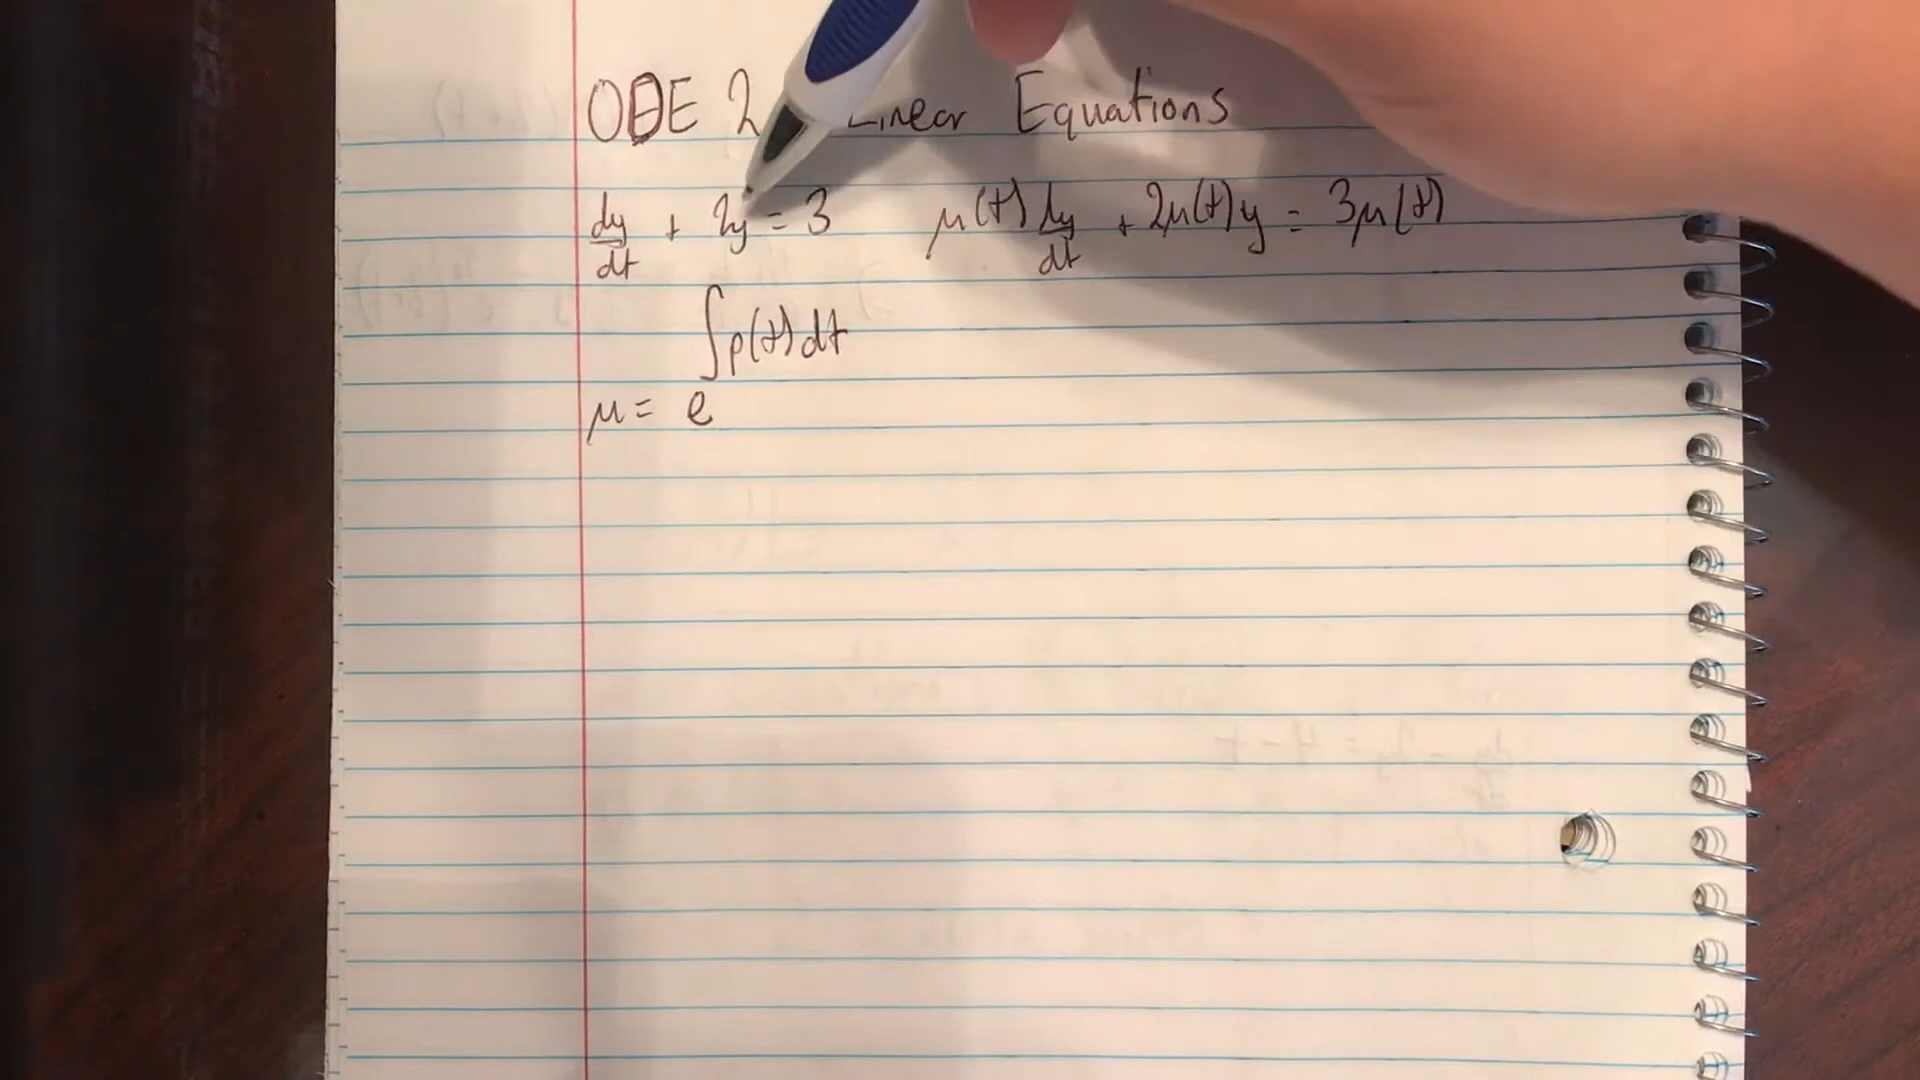 ODE 2 Linear Equations
dy/dt + 2y = 3 μ(t) dy/dt + 2μ(t)y = 3μ(t)
∫p(t)dt
μ = e